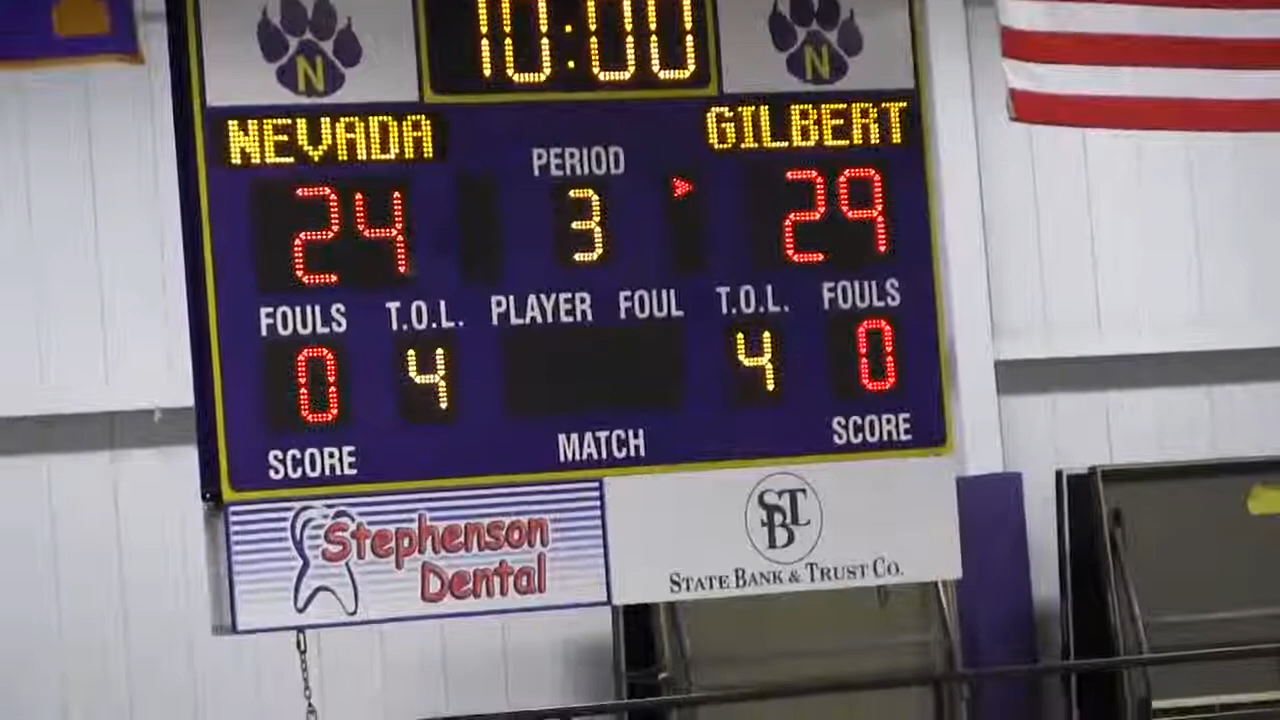 10:00
N
N
NEVADA
GILBERT
PERIOD
24
3
29
FOULS T.O.L. PLAYER FOUL T.O.L. FOULS
0
4
4
0
SCORE
MATCH
SCORE
Stephenson
Dental
STB
STATE BANK & TRUST CO.